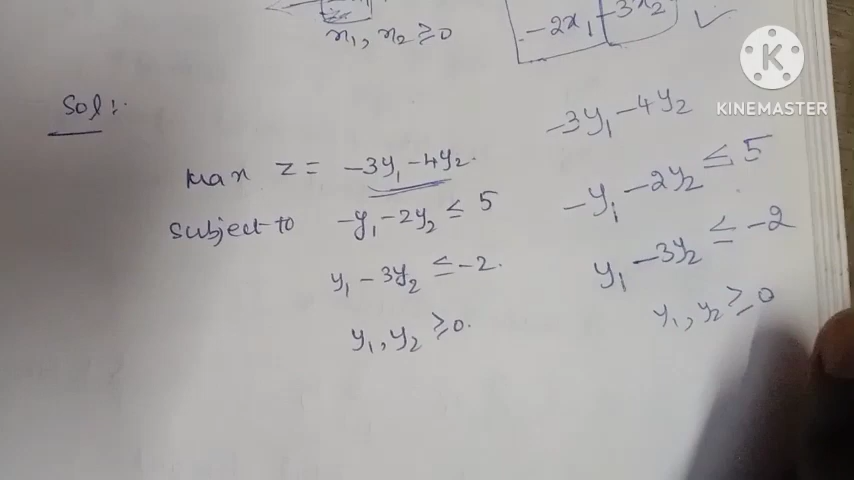 x₁, x₂ ≥ 0
-2x₁ -3x₂
Sol:-
Max Z = -3y₁ -4y₂.
subject to -y₁ -2y₂ ≤ 5
y₁ -3y₂ ≤ -2.
y₁, y₂ ≥ 0.
-3y₁ -4y₂
-y₁ -2y₂ ≤ 5
y₁ -3y₂ ≤ -2
y₁, y₂ ≥ 0
KINEMASTER